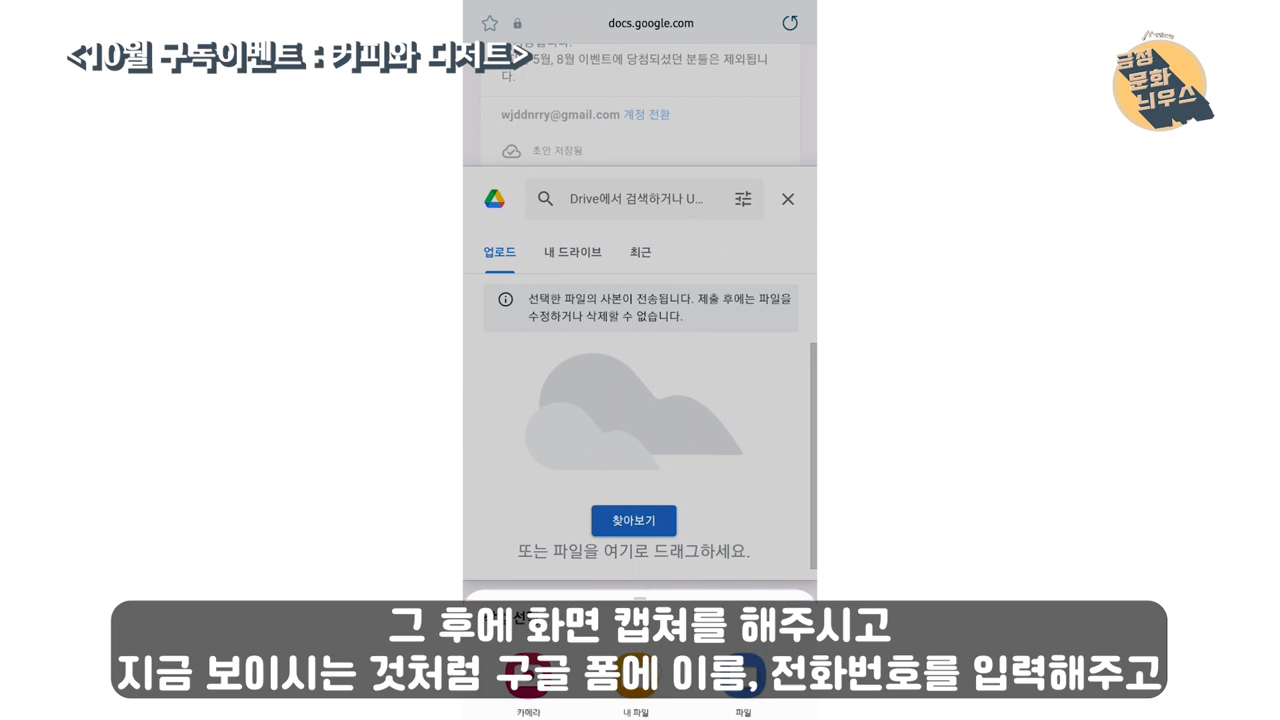 docs.google.com
<10월 구독이벤트 : 커피와 디저트>
5월, 8월 이벤트에 당첨되셨던 분들은 제외됩니
다.
금정
문화
늬우스
wjddnrry@gmail.com 계정 전환
초안 저장됨
Drive에서 검색하거나 U...
업로드 내 드라이브 최근
선택한 파일의 사본이 전송됩니다. 제출 후에는 파일을
수정하거나 삭제할 수 없습니다.
찾아보기
또는 파일을 여기로 드래그하세요.
그 후에 화면 캡쳐를 해주시고
지금 보이시는 것처럼 구글 폼에 이름, 전화번호를 입력해주고
카메라 내 파일 파일